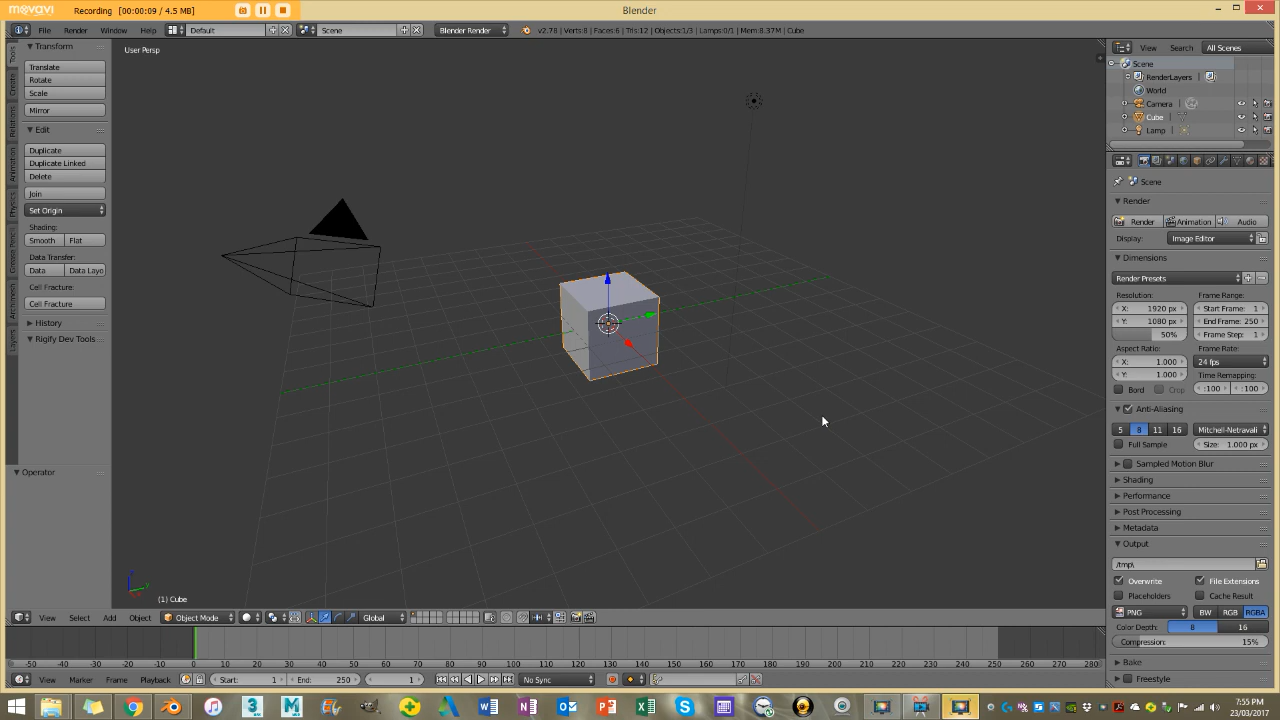 movavi Recording [00:00:09 / 4.5 MB]
Blender
File Render Window Help Default Scene Blender Render v2.78 | Verts:8 | Faces:6 | Tris:12 | Objects:1/3 | Lamps:0/1 | Mem:8.37M | Cube
Tools
Create
Relations
Animation
Physics
Grease Pencil
Archimesh
Layers
Transform
Translate
Rotate
Scale
Mirror
Edit
Duplicate
Duplicate Linked
Delete
Join
Set Origin
Shading:
Smooth Flat
Data Transfer:
Data Data Layo
Cell Fracture:
Cell Fracture
History
Rigify Dev Tools
Operator
User Persp
(1) Cube
View Search All Scenes
Scene
RenderLayers
World
Camera
Cube
Lamp
Scene
Render
Render Animation Audio
Display: Image Editor
Dimensions
Render Presets
Resolution: Frame Range:
X: 1920 px Start Frame: 1
Y: 1080 px End Frame: 250
50% Frame Step: 1
Aspect Ratio: Frame Rate:
X: 1.000 24 fps
Y: 1.000 Time Remapping:
Bord Crop :100 :100
Anti-Aliasing
5 8 11 16 Mitchell-Netravali
Full Sample Size: 1.000 px
Sampled Motion Blur
Shading
Performance
Post Processing
Metadata
Output
/tmp\
Overwrite File Extensions
Placeholders Cache Result
PNG BW RGB RGBA
Color Depth: 8 16
Compression: 15%
Bake
Freestyle
View Select Add Object Object Mode Global
-50 -40 -30 -20 -10 0 10 20 30 40 50 60 70 80 90 100 110 120 130 140 150 160 170 180 190 200 210 220 230 240 250 260 270 280
View Marker Frame Playback Start: 1 End: 250 1 No Sync
7:55 PM
23/03/2017